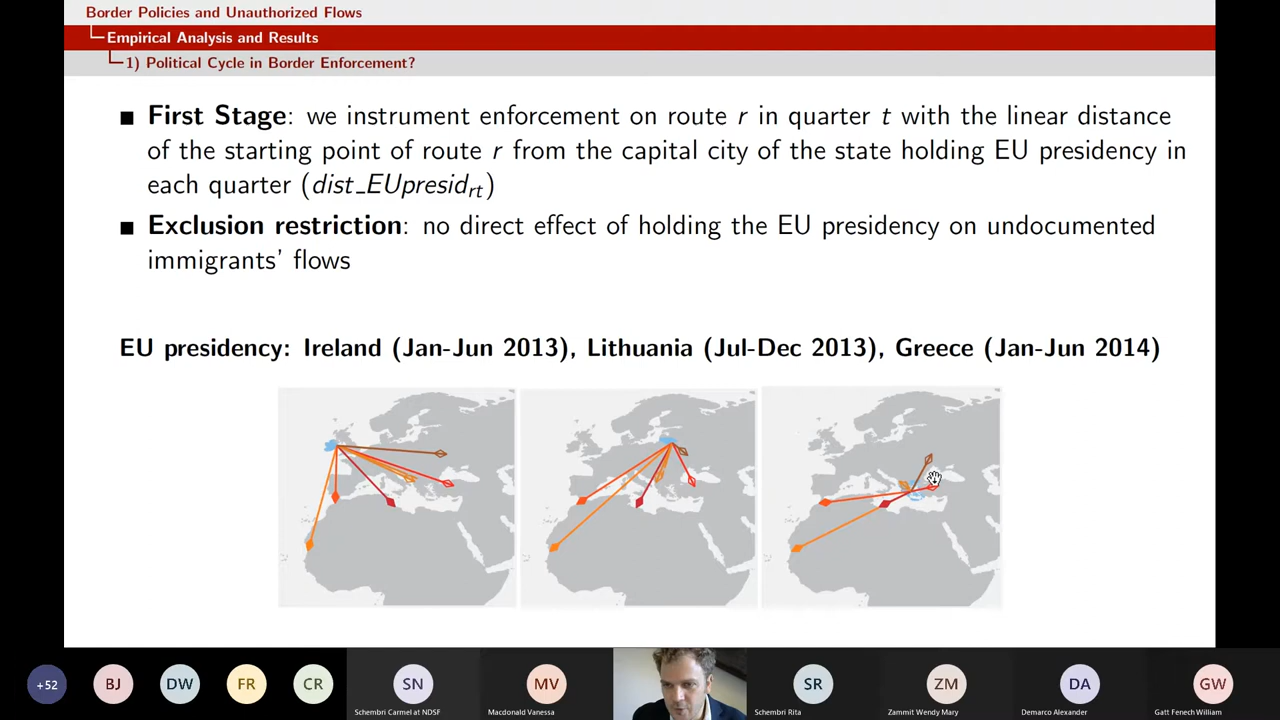 Border Policies and Unauthorized Flows
Empirical Analysis and Results
1) Political Cycle in Border Enforcement?
First Stage: we instrument enforcement on route r in quarter t with the linear distance
of the starting point of route r from the capital city of the state holding EU presidency in
each quarter (dist_EUpresid_rt)
Exclusion restriction: no direct effect of holding the EU presidency on undocumented
immigrants' flows
EU presidency: Ireland (Jan-Jun 2013), Lithuania (Jul-Dec 2013), Greece (Jan-Jun 2014)
+52 BJ DW FR CR SN MV SR ZM DA GW
Schembri Carmel at NDSF Macdonald Vanessa Schembri Rita Zammit Wendy Mary Demarco Alexander Gatt Fenech William